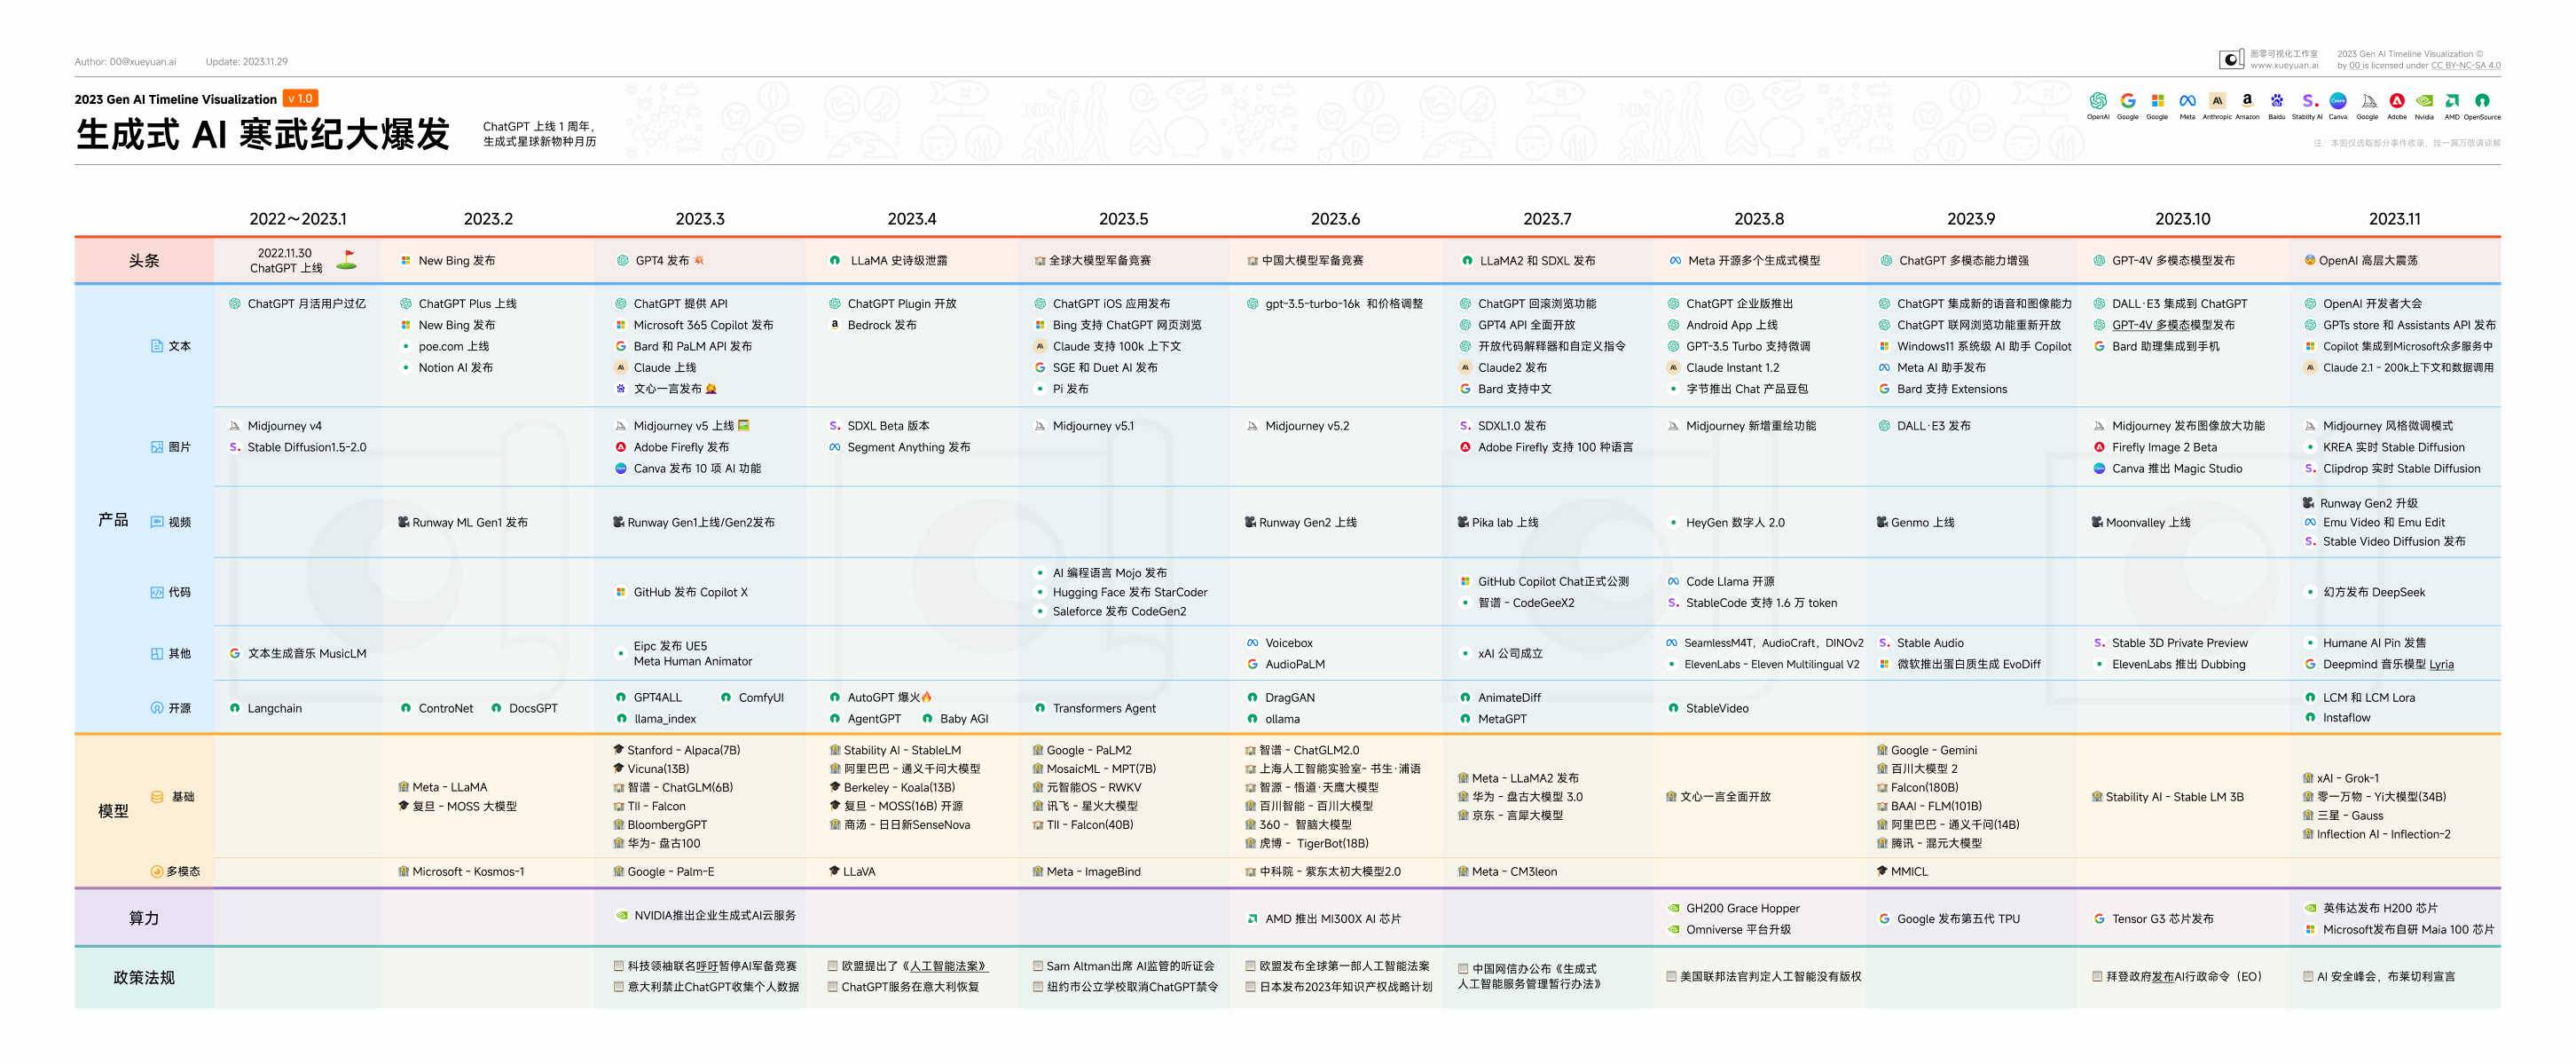 Author: 00@xueyuan.ai
Update: 2023.11.29
图零可视化工作室
www.xueyuan.ai
2023 Gen AI Timeline Visualization ©
by 00 is licensed under CC BY-NC-SA 4.0
2023 Gen AI Timeline Visualization v 1.0
生成式 AI 寒武纪大爆发
ChatGPT 上线 1 周年，
生成式星球新物种月历
OpenAI Google Google Meta Anthropic Amazon Baidu Stablity AI Canva Google Adobe Nvidia AMD OpenSource
注：本图仅选取部分事件收录，挂一漏万敬请谅解
2022～2023.1 2023.2 2023.3 2023.4 2023.5 2023.6 2023.7 2023.8 2023.9 2023.10 2023.11
头条
2022.11.30
ChatGPT 上线
New Bing 发布
GPT4 发布
LLaMA 史诗级泄露
全球大模型军备竞赛
中国大模型军备竞赛
LLaMA2 和 SDXL 发布
Meta 开源多个生成式模型
ChatGPT 多模态能力增强
GPT-4V 多模态模型发布
OpenAI 高层大震荡
产品
文本
ChatGPT 月活用户过亿
ChatGPT Plus 上线
New Bing 发布
poe.com 上线
Notion AI 发布
ChatGPT 提供 API
Microsoft 365 Copilot 发布
Bard 和 PaLM API 发布
Claude 上线
文心一言发布
ChatGPT Plugin 开放
Bedrock 发布
ChatGPT iOS 应用发布
Bing 支持 ChatGPT 网页浏览
Claude 支持 100k 上下文
SGE 和 Duet AI 发布
Pi 发布
gpt-3.5-turbo-16k 和价格调整
ChatGPT 回滚浏览功能
GPT4 API 全面开放
开放代码解释器和自定义指令
Claude2 发布
Bard 支持中文
ChatGPT 企业版推出
Android App 上线
GPT-3.5 Turbo 支持微调
Claude Instant 1.2
字节推出 Chat 产品豆包
ChatGPT 集成新的语音和图像能力
ChatGPT 联网浏览功能重新开放
Windows11 系统级 AI 助手 Copilot
Meta AI 助手发布
Bard 支持 Extensions
DALL·E3 集成到 ChatGPT
GPT-4V 多模态模型发布
Bard 助理集成到手机
OpenAI 开发者大会
GPTs store 和 Assistants API 发布
Copilot 集成到Microsoft众多服务中
Claude 2.1 - 200k上下文和数据调用
图片
Midjourney v4
Stable Diffusion1.5-2.0
Midjourney v5 上线
Adobe Firefly 发布
Canva 发布 10 项 AI 功能
SDXL Beta 版本
Segment Anything 发布
Midjourney v5.1
Midjourney v5.2
SDXL1.0 发布
Adobe Firefly 支持 100 种语言
Midjourney 新增重绘功能
DALL·E3 发布
Midjourney 发布图像放大功能
Firefly Image 2 Beta
Canva 推出 Magic Studio
Midjourney 风格微调模式
KREA 实时 Stable Diffusion
Clipdrop 实时 Stable Diffusion
视频
Runway ML Gen1 发布
Runway Gen1上线/Gen2发布
Runway Gen2 上线
Pika lab 上线
HeyGen 数字人 2.0
Genmo 上线
Moonvalley 上线
Runway Gen2 升级
Emu Video 和 Emu Edit
Stable Video Diffusion 发布
代码
GitHub 发布 Copilot X
AI 编程语言 Mojo 发布
Hugging Face 发布 StarCoder
Saleforce 发布 CodeGen2
GitHub Copilot Chat正式公测
智谱 - CodeGeeX2
Code Llama 开源
StableCode 支持 1.6 万 token
幻方发布 DeepSeek
其他
文本生成音乐 MusicLM
Eipc 发布 UE5
Meta Human Animator
Voicebox
AudioPaLM
xAI 公司成立
SeamlessM4T，AudioCraft，DINOv2
ElevenLabs - Eleven Multilingual V2
Stable Audio
微软推出蛋白质生成 EvoDiff
Stable 3D Private Preview
ElevenLabs 推出 Dubbing
Humane AI Pin 发售
Deepmind 音乐模型 Lyria
开源
Langchain
ControNet DocsGPT
GPT4ALL ComfyUI
llama_index
AutoGPT 爆火
AgentGPT Baby AGI
Transformers Agent
DragGAN
ollama
AnimateDiff
MetaGPT
StableVideo
LCM 和 LCM Lora
Instaflow
模型
基础
Meta - LLaMA
复旦 - MOSS 大模型
Stanford - Alpaca(7B)
Vicuna(13B)
智谱 - ChatGLM(6B)
TII - Falcon
BloombergGPT
华为- 盘古100
Stability AI - StableLM
阿里巴巴 - 通义千问大模型
Berkeley - Koala(13B)
复旦 - MOSS(16B) 开源
商汤 - 日日新SenseNova
Google - PaLM2
MosaicML - MPT(7B)
元智能OS - RWKV
讯飞 - 星火大模型
TII - Falcon(40B)
智谱 - ChatGLM2.0
上海人工智能实验室- 书生·浦语
智源 - 悟道·天鹰大模型
百川智能 - 百川大模型
360 - 智脑大模型
虎博 - TigerBot(18B)
Meta - LLaMA2 发布
华为 - 盘古大模型 3.0
京东 - 言犀大模型
文心一言全面开放
Google - Gemini
百川大模型 2
Falcon(180B)
BAAI - FLM(101B)
阿里巴巴 - 通义千问(14B)
腾讯 - 混元大模型
Stability AI - Stable LM 3B
xAI - Grok-1
零一万物 - Yi大模型(34B)
三星 - Gauss
Inflection AI - Inflection-2
多模态
Microsoft - Kosmos-1
Google - Palm-E
LLaVA
Meta - ImageBind
中科院 - 紫东太初大模型2.0
Meta - CM3leon
MMICL
算力
NVIDIA推出企业生成式AI云服务
AMD 推出 MI300X AI 芯片
GH200 Grace Hopper
Omniverse 平台升级
Google 发布第五代 TPU
Tensor G3 芯片发布
英伟达发布 H200 芯片
Microsoft发布自研 Maia 100 芯片
政策法规
科技领袖联名呼吁暂停AI军备竞赛
意大利禁止ChatGPT收集个人数据
欧盟提出了《人工智能法案》
ChatGPT服务在意大利恢复
Sam Altman出席 AI监管的听证会
纽约市公立学校取消ChatGPT禁令
欧盟发布全球第一部人工智能法案
日本发布2023年知识产权战略计划
中国网信办公布《生成式
人工智能服务管理暂行办法》
美国联邦法官判定人工智能没有版权
拜登政府发布AI行政命令（EO）
AI 安全峰会，布莱切利宣言